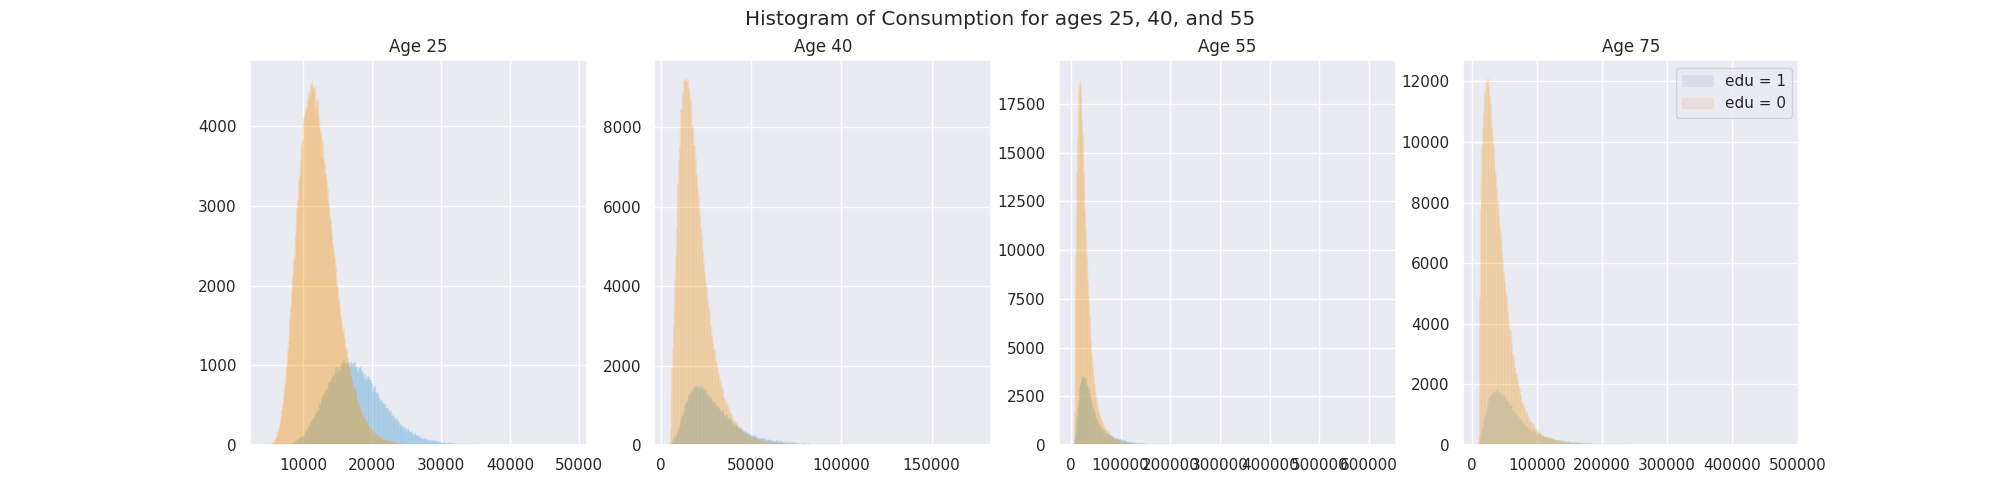 Histogram of Consumption for ages 25, 40, and 55
Age 25
4000
3000
2000
1000
0
10000 20000 30000 40000 50000
Age 40
8000
6000
4000
2000
0
0 50000 100000 150000
Age 55
17500
15000
12500
10000
7500
5000
2500
0
0 100000 200000 300000 400000 500000 600000
Age 75
12000
10000
8000
6000
4000
2000
0
0 100000 200000 300000 400000 500000
edu = 1
edu = 0